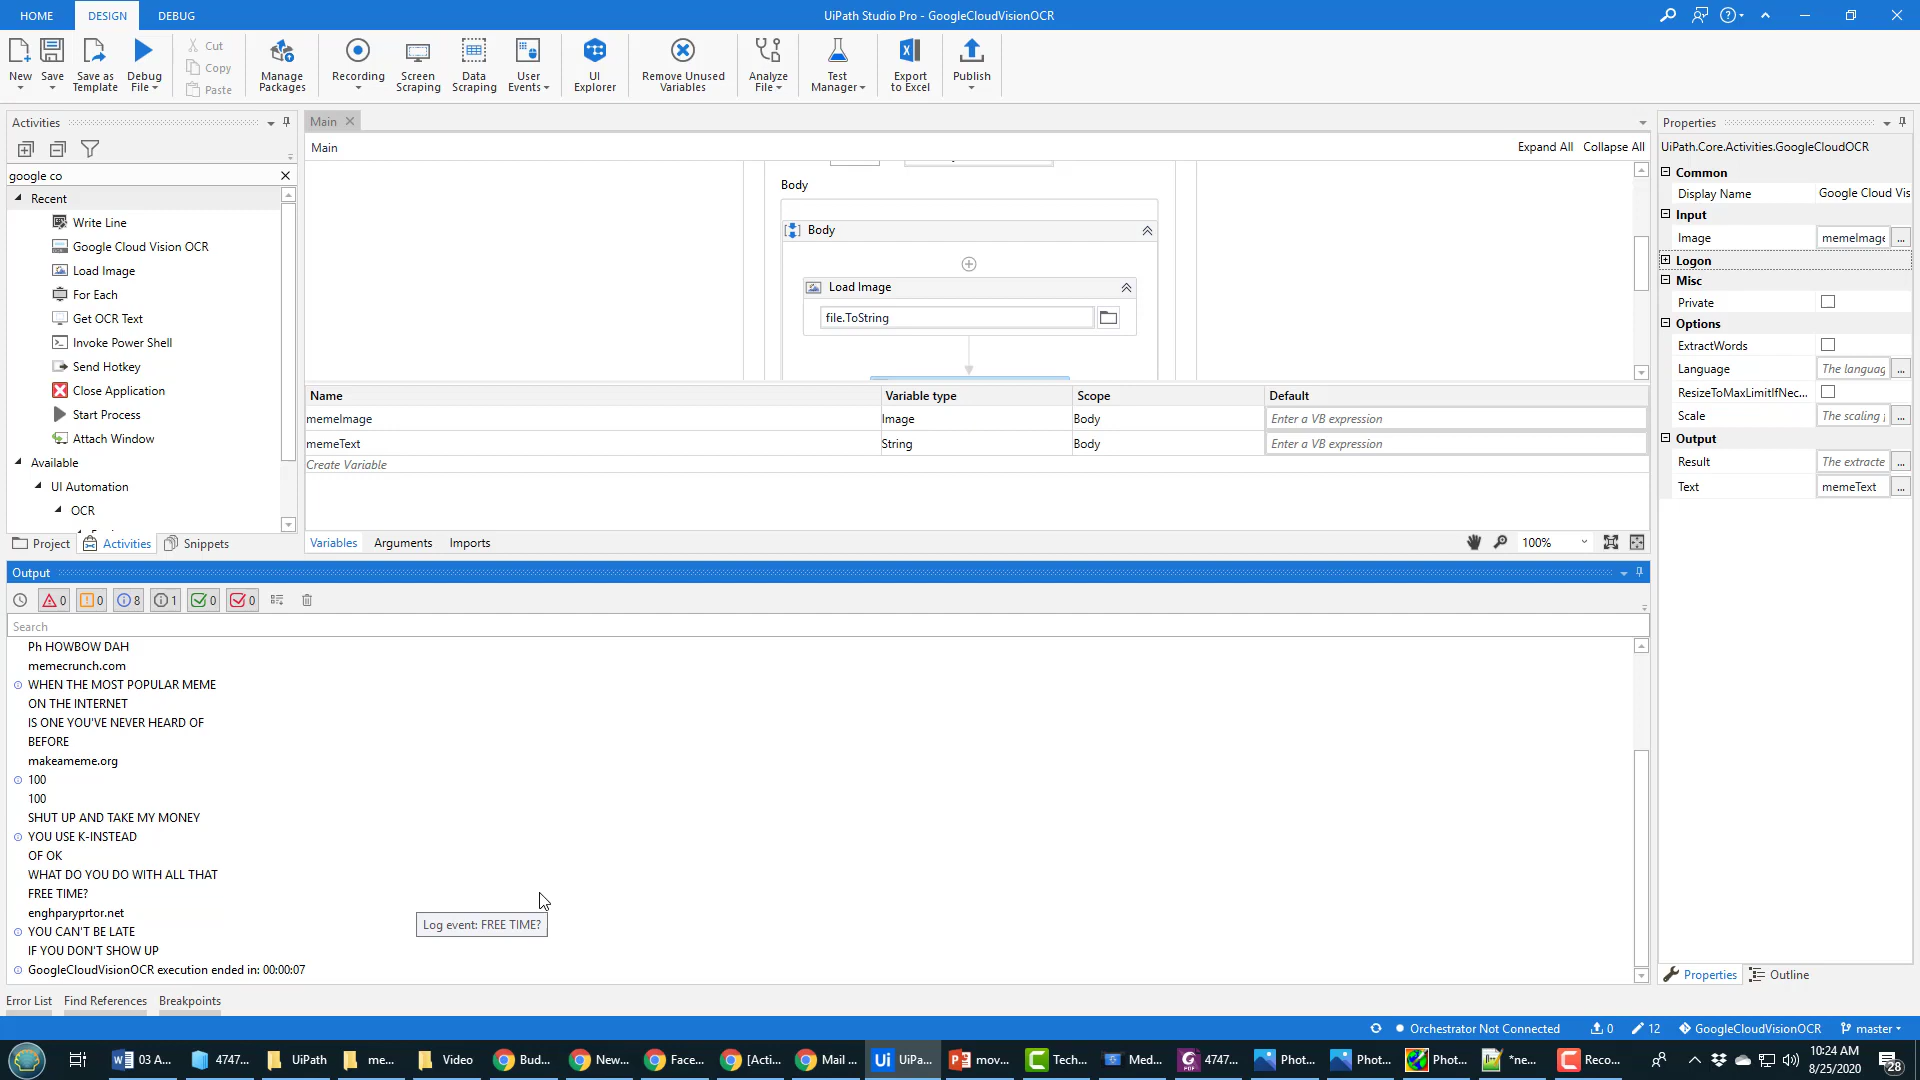 HOME DESIGN DEBUG UiPath Studio Pro - GoogleCloudVisionOCR
New Save Save as Template Debug File Cut Copy Paste Manage Packages Recording Screen Scraping Data Scraping User Events UI Explorer Remove Unused Variables Analyze File Test Manager Export to Excel Publish
Activities
google co
Recent
Write Line
Google Cloud Vision OCR
Load Image
For Each
Get OCR Text
Invoke Power Shell
Send Hotkey
Close Application
Start Process
Attach Window
Available
UI Automation
OCR
Project Activities Snippets
Main
Main Expand All Collapse All
Body
Body
Load Image
file.ToString
Name Variable type Scope Default
memeImage Image Body Enter a VB expression
memeText String Body Enter a VB expression
Create Variable
Variables Arguments Imports 100%
Properties
UiPath.Core.Activities.GoogleCloudOCR
Common
Display Name Google Cloud Vis
Input
Image memeImage ...
Logon
Misc
Private
Options
ExtractWords
Language The languag ...
ResizeToMaxLimitIfNec...
Scale The scaling ...
Output
Result The extracte ...
Text memeText ...
Properties Outline
Output
0 0 8 1 0 0
Search
Ph HOWBOW DAH
memecrunch.com
WHEN THE MOST POPULAR MEME
ON THE INTERNET
IS ONE YOU'VE NEVER HEARD OF
BEFORE
makeameme.org
100
100
SHUT UP AND TAKE MY MONEY
YOU USE K-INSTEAD
OF OK
WHAT DO YOU DO WITH ALL THAT
FREE TIME?
enghparyprtor.net
Log event: FREE TIME?
YOU CAN'T BE LATE
IF YOU DON'T SHOW UP
GoogleCloudVisionOCR execution ended in: 00:00:07
Error List Find References Breakpoints
Orchestrator Not Connected 0 12 GoogleCloudVisionOCR master
03 A... 4747... UiPath me... Video Bud... New... Face... [Acti... Mail ... UiPa... mov... Tech... Med... 4747... Phot... Phot... Phot... *ne... Reco... 10:24 AM
8/25/2020 28